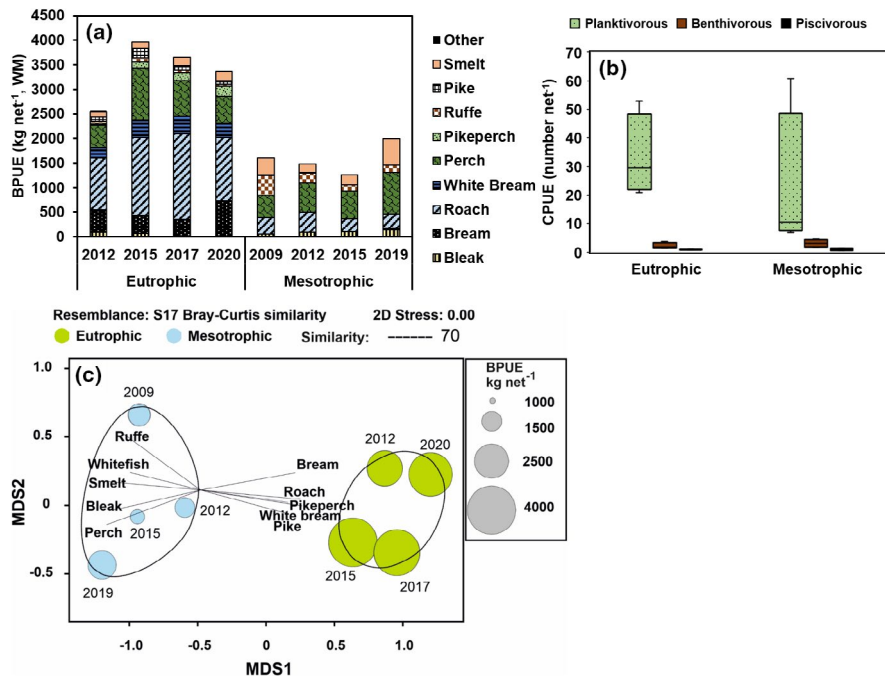 (a)
BPUE (kg net⁻¹, WM)
4500
4000
3500
3000
2500
2000
1500
1000
500
0
2012 2015 2017 2020 2009 2012 2015 2019
Eutrophic Mesotrophic
Other
Smelt
Pike
Ruffe
Pikeperch
Perch
White Bream
Roach
Bream
Bleak
Planktivorous Benthivorous Piscivorous
(b)
CPUE (number net⁻¹)
70
60
50
40
30
20
10
0
Eutrophic Mesotrophic
Resemblance: S17 Bray-Curtis similarity 2D Stress: 0.00
Eutrophic Mesotrophic Similarity: 70
(c)
MDS2
1.0
0.5
0
-0.5
2009
Ruffe
Whitefish
Smelt
Bleak
Perch
2015
2012
2019
Bream
Roach
Pikeperch
White bream
Pike
2012
2020
2015
2017
-1.0 -0.5 0 0.5 1.0
MDS1
BPUE
kg net⁻¹
1000
1500
2500
4000